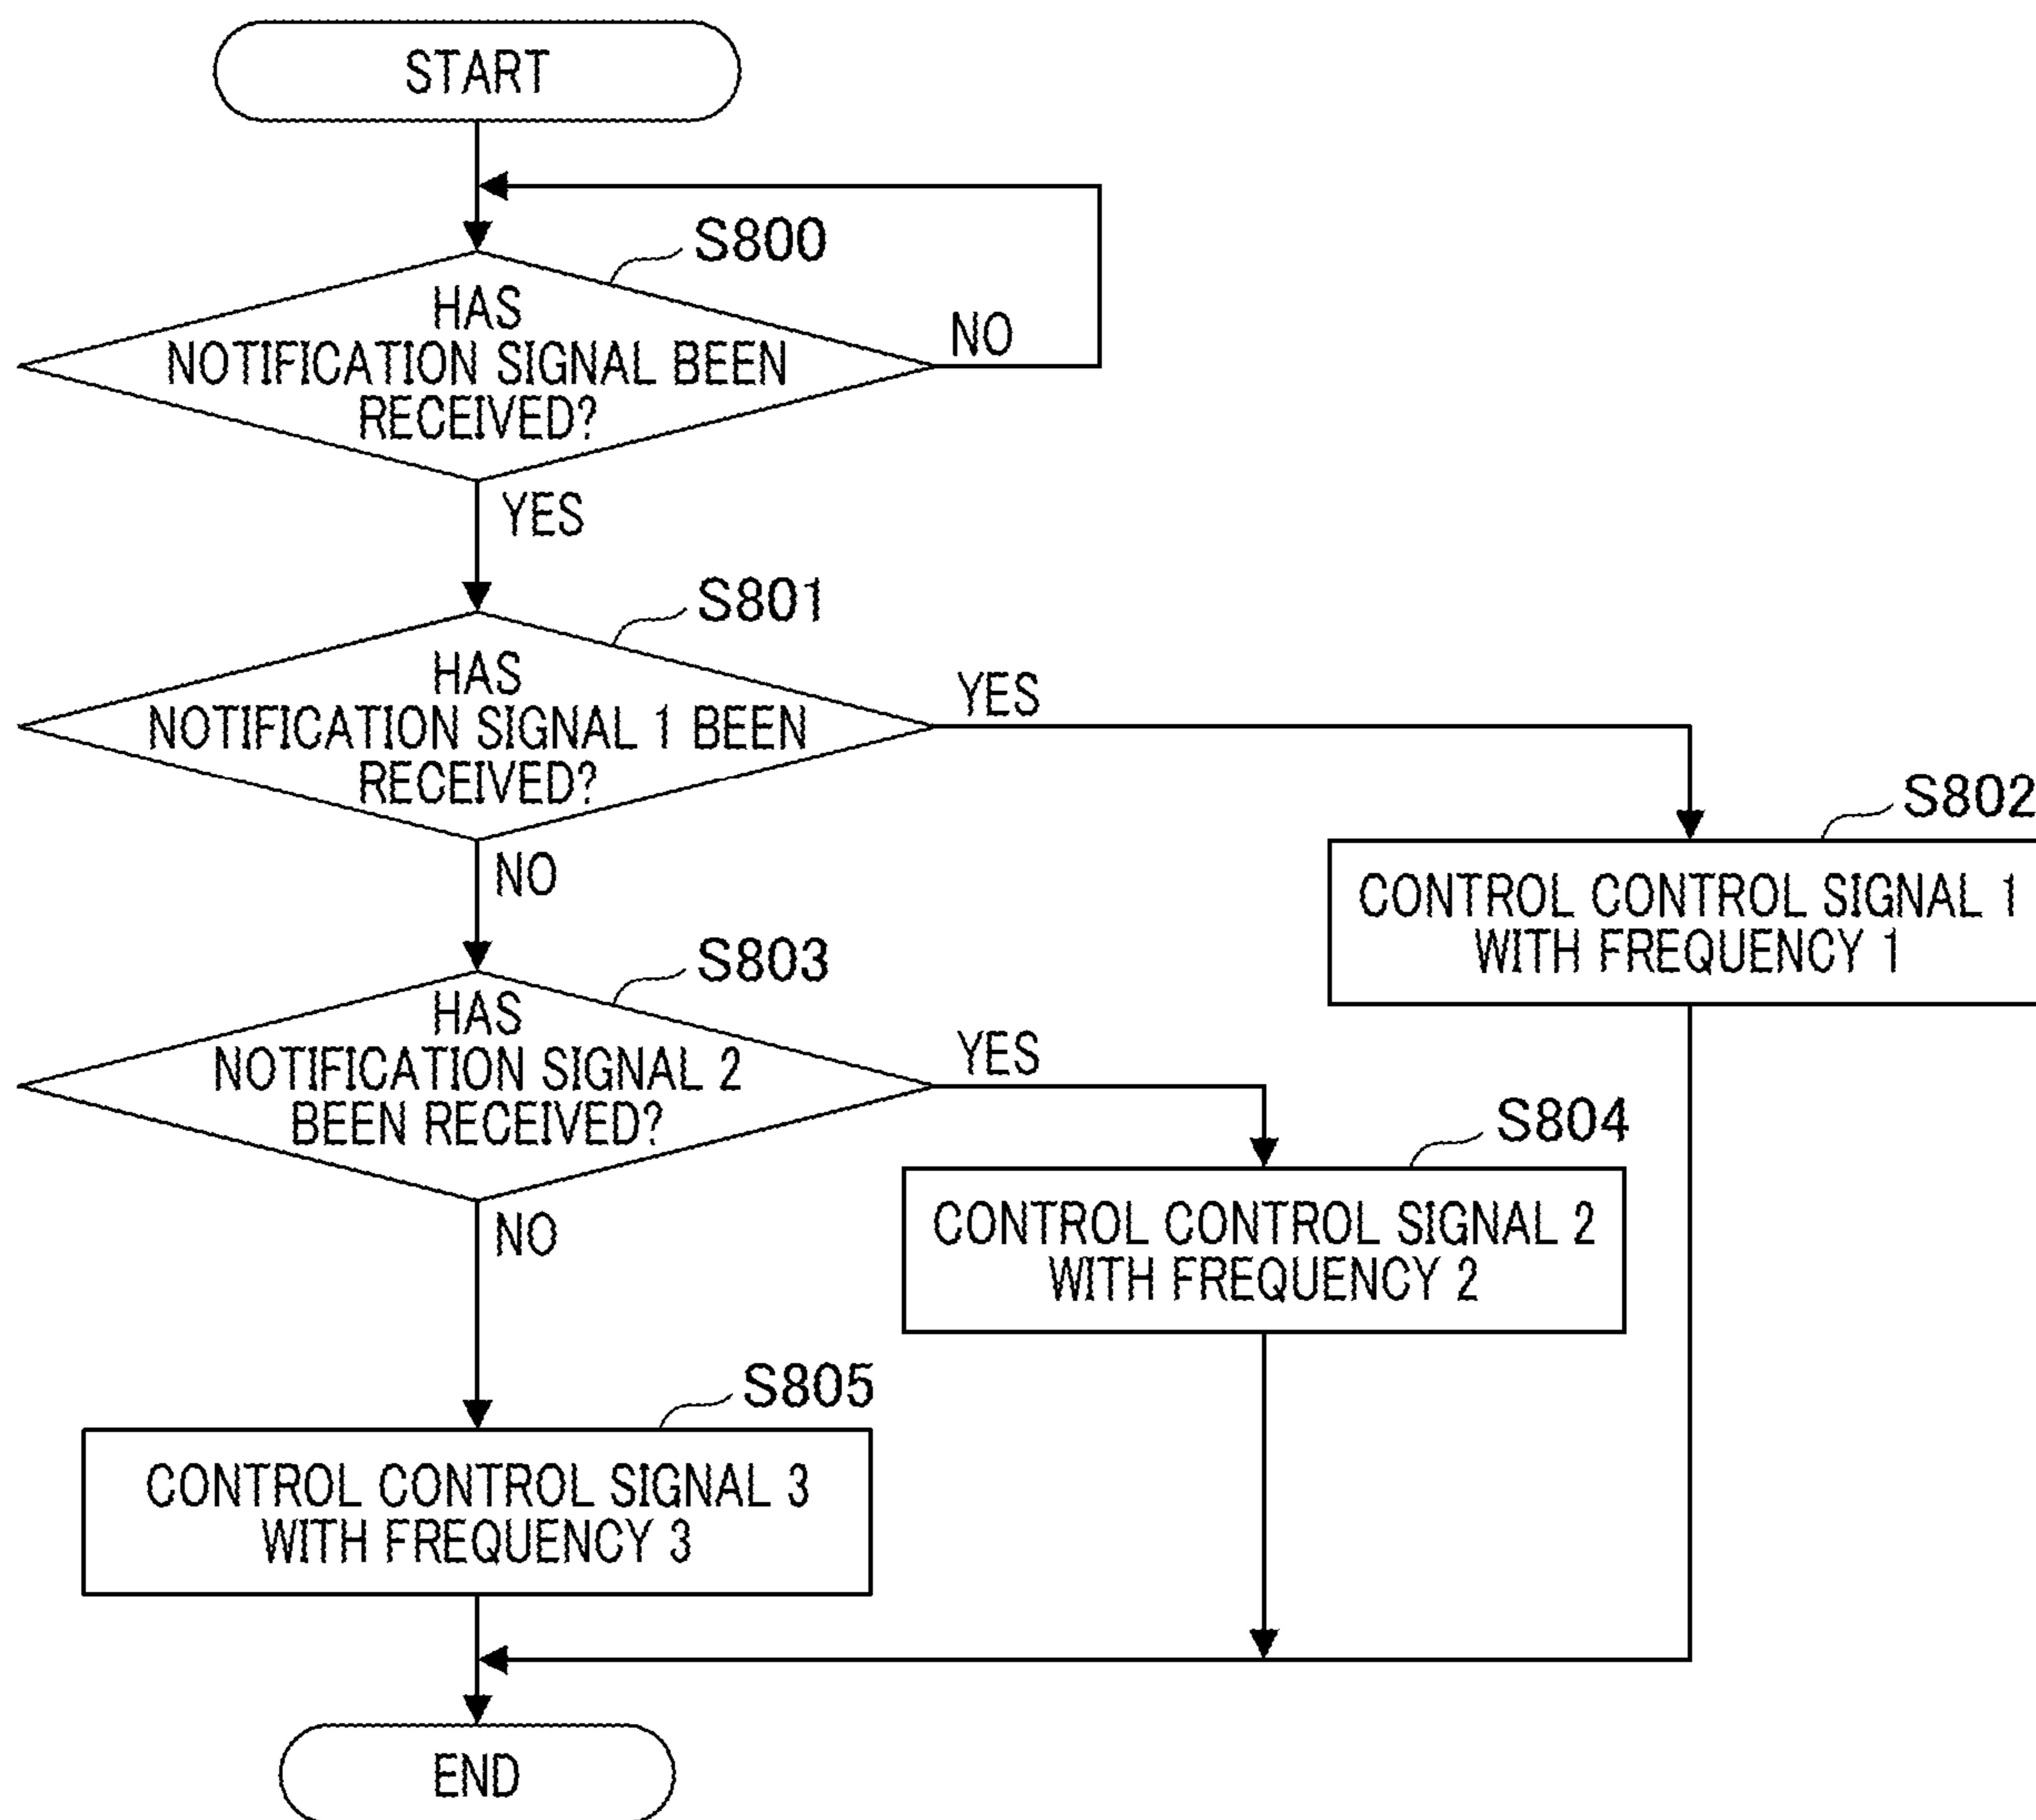 START
S800
HAS
NOTIFICATION SIGNAL BEEN
RECEIVED?
NO
YES
S801
HAS
NOTIFICATION SIGNAL 1 BEEN
RECEIVED?
YES
NO
S802
CONTROL CONTROL SIGNAL 1
WITH FREQUENCY 1
S803
HAS
NOTIFICATION SIGNAL 2
BEEN RECEIVED?
YES
NO
S804
CONTROL CONTROL SIGNAL 2
WITH FREQUENCY 2
S805
CONTROL CONTROL SIGNAL 3
WITH FREQUENCY 3
END